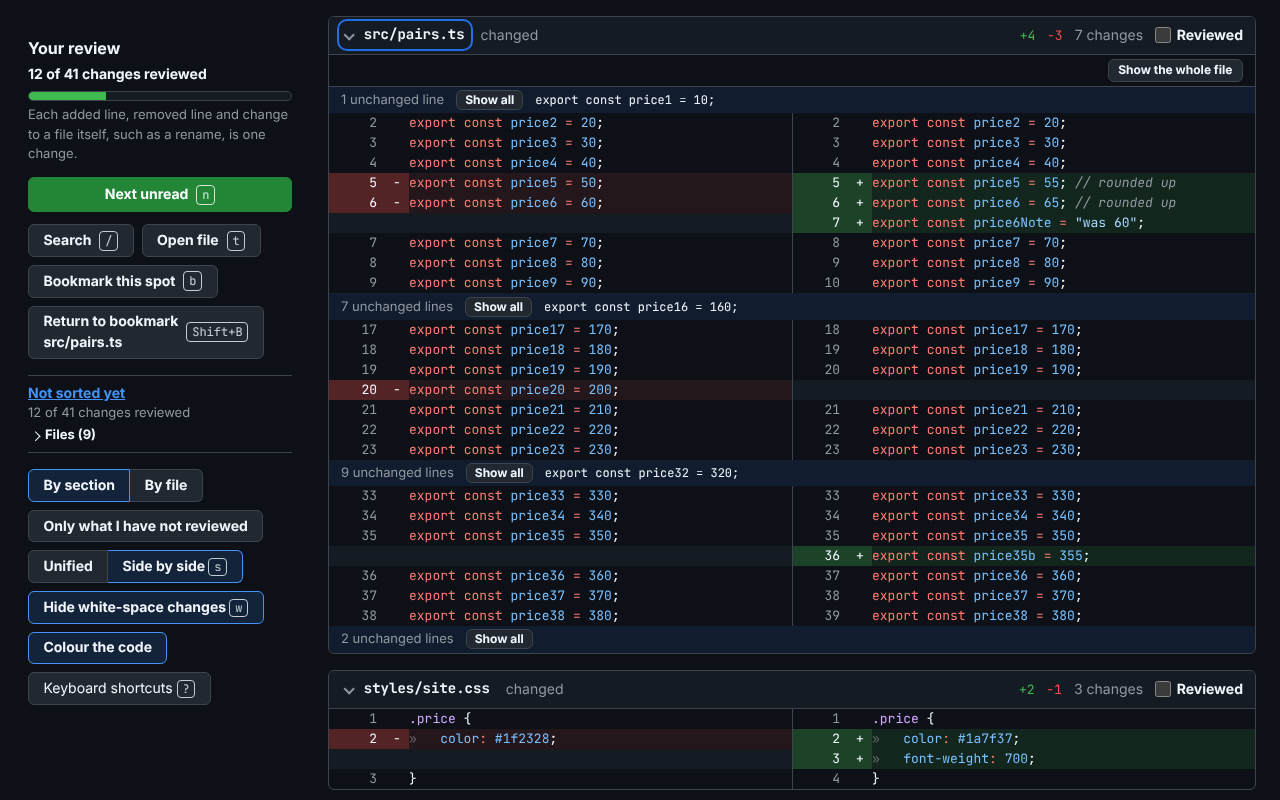 Your review
12 of 41 changes reviewed
Each added line, removed line and change
to a file itself, such as a rename, is one
change.
Next unread n
Search / Open file t
Bookmark this spot b
Return to bookmark
src/pairs.ts Shift+B
Not sorted yet
12 of 41 changes reviewed
Files (9)
By section By file
Only what I have not reviewed
Unified Side by side s
Hide white-space changes w
Colour the code
Keyboard shortcuts ?
src/pairs.ts changed +4 -3 7 changes Reviewed
Show the whole file
1 unchanged line Show all export const price1 = 10;
2 export const price2 = 20; 2 export const price2 = 20;
3 export const price3 = 30; 3 export const price3 = 30;
4 export const price4 = 40; 4 export const price4 = 40;
5 - export const price5 = 50; 5 + export const price5 = 55; // rounded up
6 - export const price6 = 60; 6 + export const price6 = 65; // rounded up
7 + export const price6Note = "was 60";
7 export const price7 = 70; 8 export const price7 = 70;
8 export const price8 = 80; 9 export const price8 = 80;
9 export const price9 = 90; 10 export const price9 = 90;
7 unchanged lines Show all export const price16 = 160;
17 export const price17 = 170; 18 export const price17 = 170;
18 export const price18 = 180; 19 export const price18 = 180;
19 export const price19 = 190; 20 export const price19 = 190;
20 - export const price20 = 200;
21 export const price21 = 210; 21 export const price21 = 210;
22 export const price22 = 220; 22 export const price22 = 220;
23 export const price23 = 230; 23 export const price23 = 230;
9 unchanged lines Show all export const price32 = 320;
33 export const price33 = 330; 33 export const price33 = 330;
34 export const price34 = 340; 34 export const price34 = 340;
35 export const price35 = 350; 35 export const price35 = 350;
36 + export const price35b = 355;
36 export const price36 = 360; 37 export const price36 = 360;
37 export const price37 = 370; 38 export const price37 = 370;
38 export const price38 = 380; 39 export const price38 = 380;
2 unchanged lines Show all
styles/site.css changed +2 -1 3 changes Reviewed
1 .price { 1 .price {
2 - » color: #1f2328; 2 + » color: #1a7f37;
3 + » font-weight: 700;
3 } 4 }